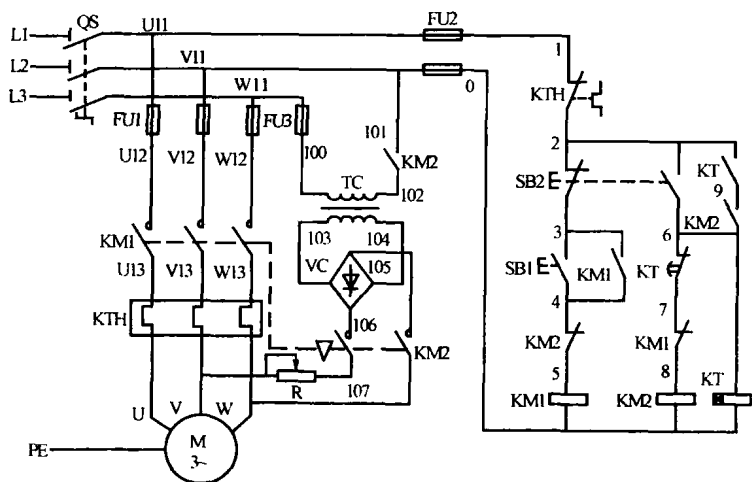 L1
QS
U11
FU2
1
L2
V11
0
L3
W11
KTH
FU1
FU3
101
U12
V12
W12
100
KM2
2
TC
102
SB2
KT
9
KM2
KM1
103
104
3
6
U13
V13
W13
VC
105
SB1
KM1
KT
KTH
106
4
7
KM2
KM2
KM1
R
107
5
8
U
V
W
KM1
KM2
KT
PE
M
3~